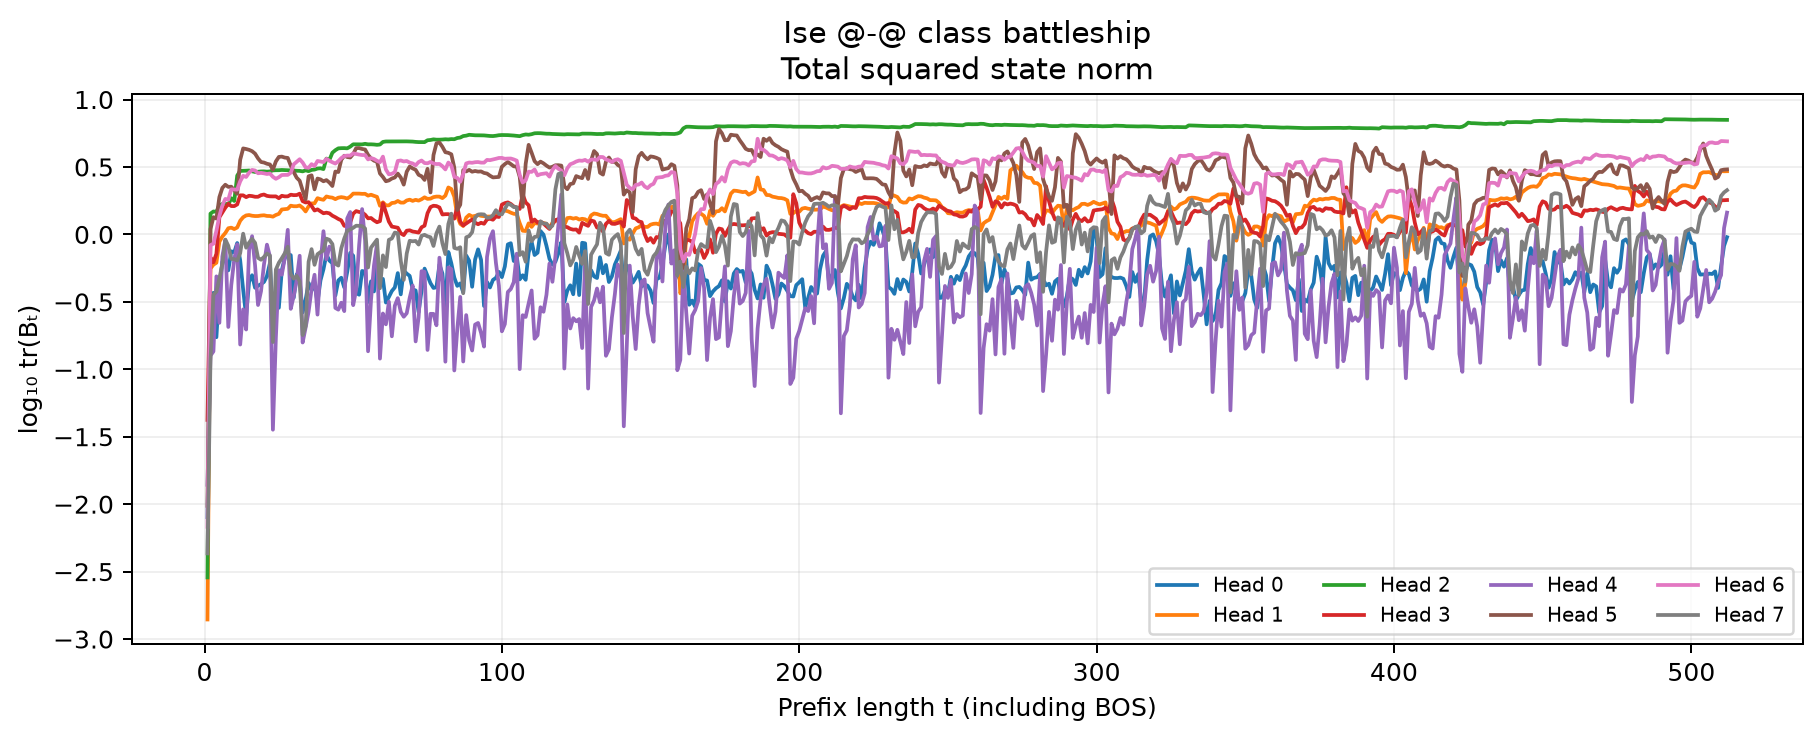 Ise @-@ class battleship
Total squared state norm
log₁₀ tr(Bₜ)
1.0
0.5
0.0
−0.5
−1.0
−1.5
−2.0
−2.5
−3.0
0 100 200 300 400 500
Prefix length t (including BOS)
Head 0 Head 2 Head 4 Head 6
Head 1 Head 3 Head 5 Head 7